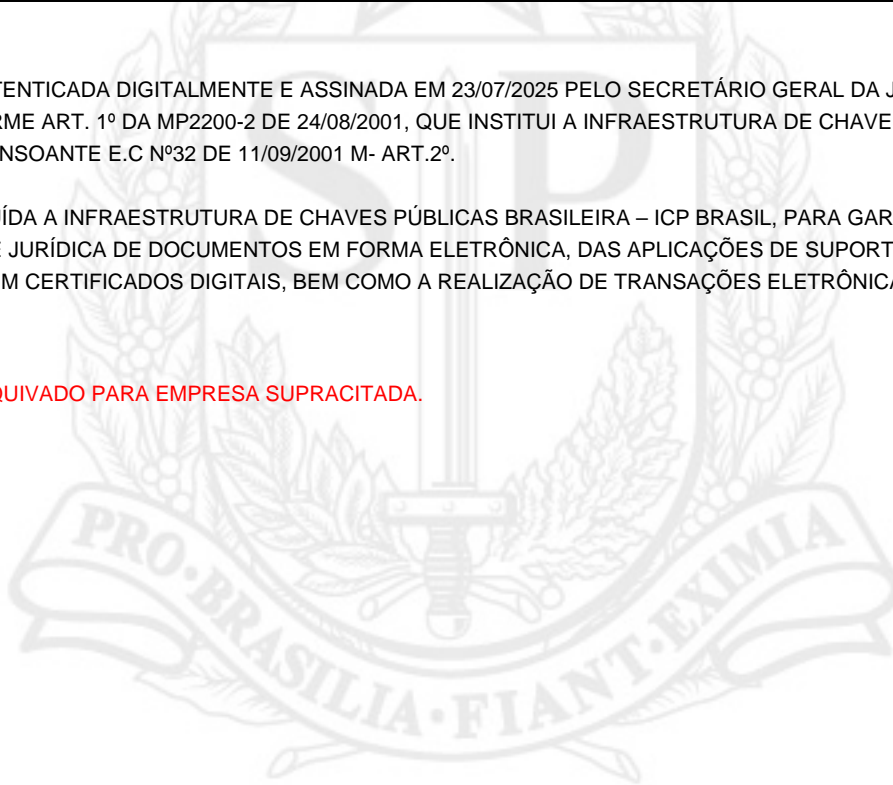 TENTICADA DIGITALMENTE E ASSINADA EM 23/07/2025 PELO SECRETÁRIO GERAL DA J
RME ART. 1º DA MP2200-2 DE 24/08/2001, QUE INSTITUI A INFRAESTRUTURA DE CHAVE
NSOANTE E.C Nº32 DE 11/09/2001 M- ART.2º.
ÍDA A INFRAESTRUTURA DE CHAVES PÚBLICAS BRASILEIRA – ICP BRASIL, PARA GAR
E JURÍDICA DE DOCUMENTOS EM FORMA ELETRÔNICA, DAS APLICAÇÕES DE SUPORT
M CERTIFICADOS DIGITAIS, BEM COMO A REALIZAÇÃO DE TRANSAÇÕES ELETRÔNICA
QUIVADO PARA EMPRESA SUPRACITADA.
SP
PRO·BRASILIA·FIANT·EXIMIA